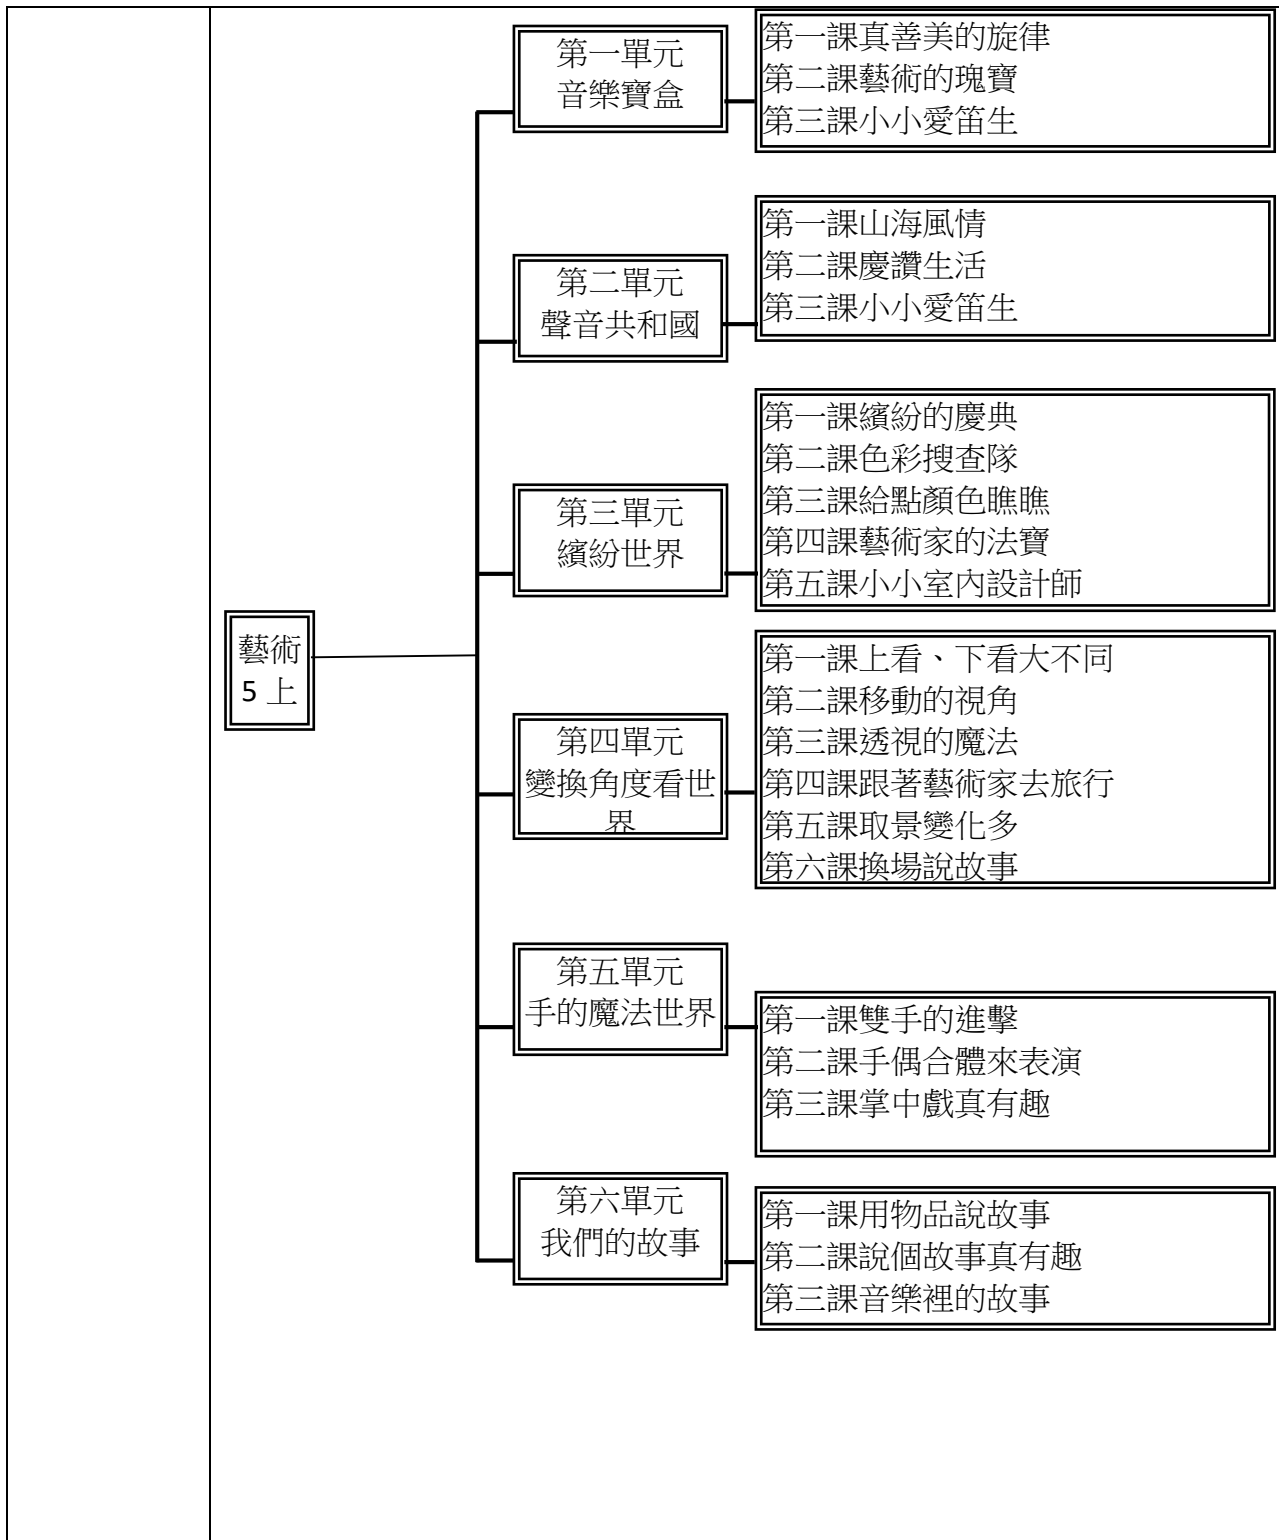 藝術
5 上
第一單元
音樂寶盒
第一課真善美的旋律
第二課藝術的瑰寶
第三課小小愛笛生
第二單元
聲音共和國
第一課山海風情
第二課慶讚生活
第三課小小愛笛生
第三單元
繽紛世界
第一課繽紛的慶典
第二課色彩搜查隊
第三課給點顏色瞧瞧
第四課藝術家的法寶
第五課小小室內設計師
第四單元
變換角度看世
界
第一課上看、下看大不同
第二課移動的視角
第三課透視的魔法
第四課跟著藝術家去旅行
第五課取景變化多
第六課換場說故事
第五單元
手的魔法世界
第一課雙手的進擊
第二課手偶合體來表演
第三課掌中戲真有趣
第六單元
我們的故事
第一課用物品說故事
第二課說個故事真有趣
第三課音樂裡的故事